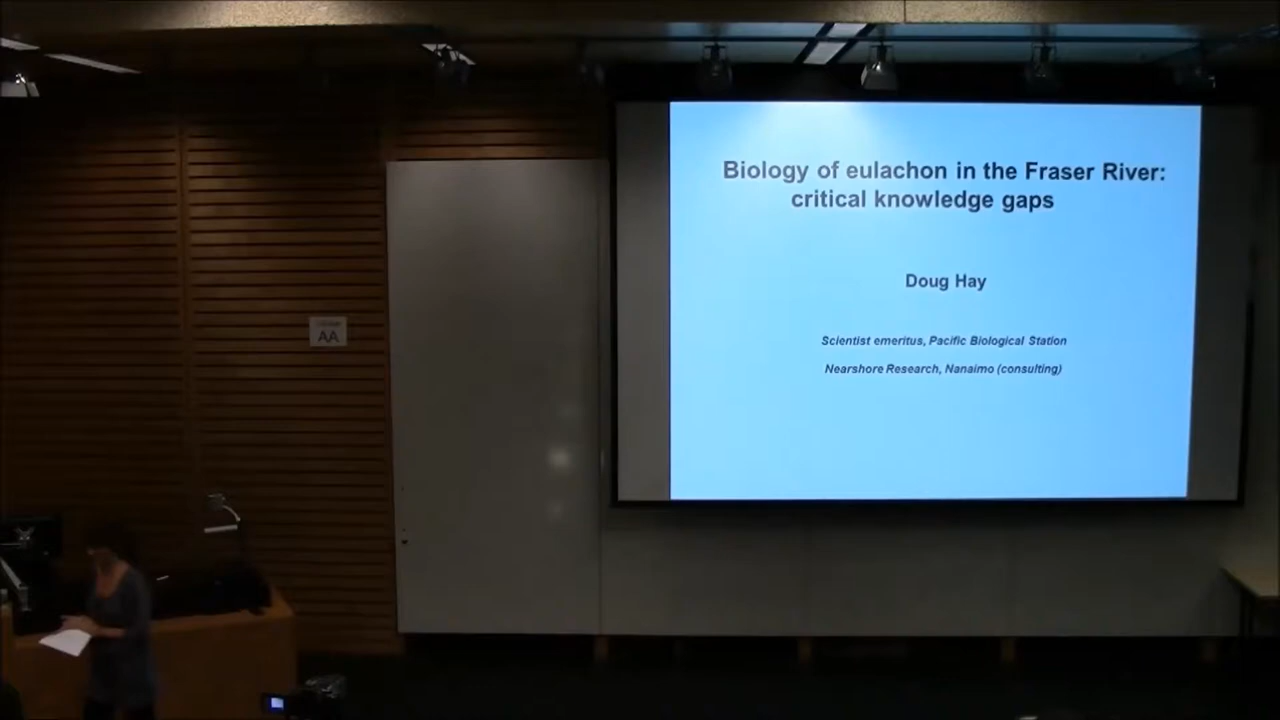 Biology of eulachon in the Fraser River:
critical knowledge gaps
Doug Hay
Scientist emeritus, Pacific Biological Station
Nearshore Research, Nanaimo (consulting)
AA